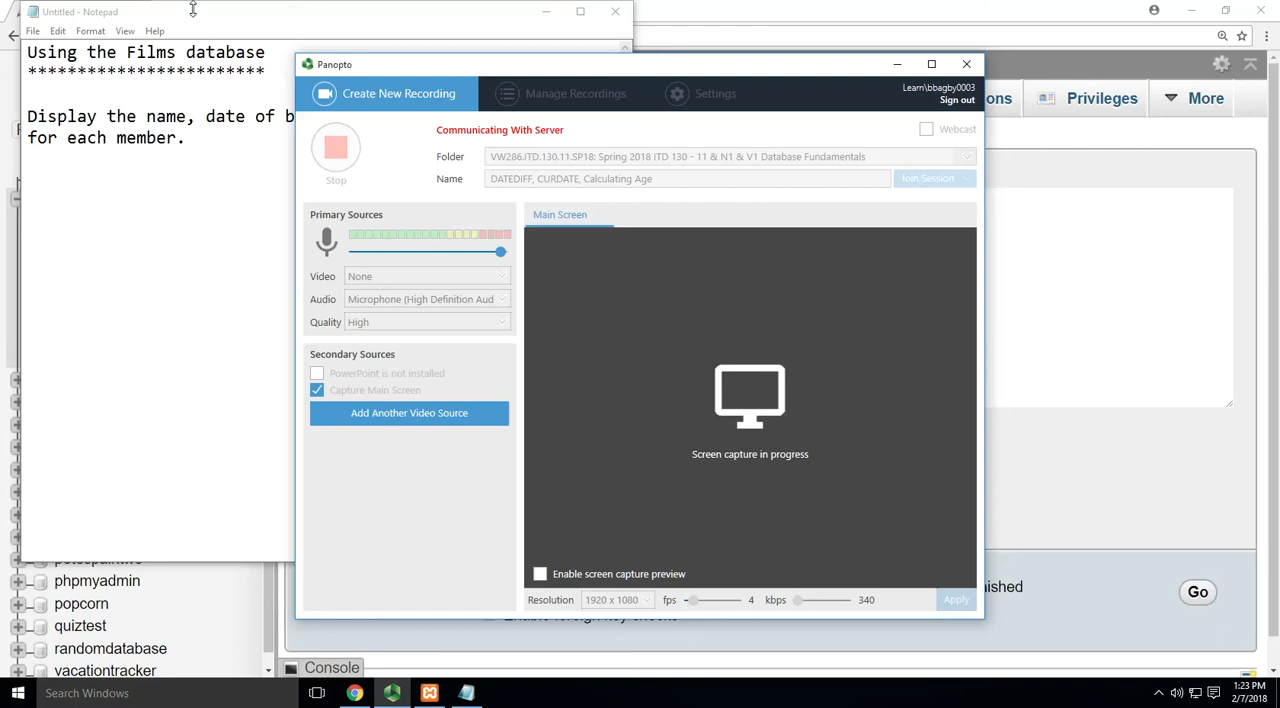 Untitled - Notepad
File Edit Format View Help
Using the Films database
************************
Display the name, date of b
for each member.
Panopto
Create New Recording
Manage Recordings
Settings
Learn\bbagby0003
Sign out
Stop
Communicating With Server
Webcast
Folder VW286.ITD.130.11.SP18: Spring 2018 ITD 130 - 11 & N1 & V1 Database Fundamentals
Name DATEDIFF, CURDATE, Calculating Age
Join Session
Primary Sources
Video None
Audio Microphone (High Definition Aud
Quality High
Secondary Sources
PowerPoint is not installed
Capture Main Screen
Add Another Video Source
Main Screen
Screen capture in progress
Enable screen capture preview
Resolution 1920 x 1080 fps 4 kbps 340 Apply
ons
Privileges
More
ished
Go
phpmyadmin
popcorn
quiztest
randomdatabase
vacationtracker
Console
Search Windows
1:23 PM
2/7/2018